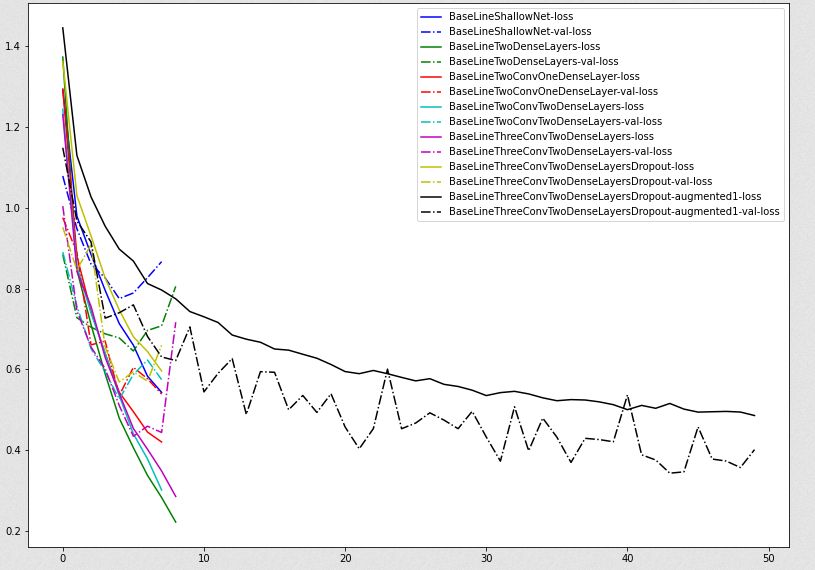 BaseLineShallowNet-loss
BaseLineShallowNet-val-loss
BaseLineTwoDenseLayers-loss
BaseLineTwoDenseLayers-val-loss
BaseLineTwoConvOneDenseLayer-loss
BaseLineTwoConvOneDenseLayer-val-loss
BaseLineTwoConvTwoDenseLayers-loss
BaseLineTwoConvTwoDenseLayers-val-loss
BaseLineThreeConvTwoDenseLayers-loss
BaseLineThreeConvTwoDenseLayers-val-loss
BaseLineThreeConvTwoDenseLayersDropout-loss
BaseLineThreeConvTwoDenseLayersDropout-val-loss
BaseLineThreeConvTwoDenseLayersDropout-augmented1-loss
BaseLineThreeConvTwoDenseLayersDropout-augmented1-val-loss
1.4
1.2
1.0
0.8
0.6
0.4
0.2
0 10 20 30 40 50